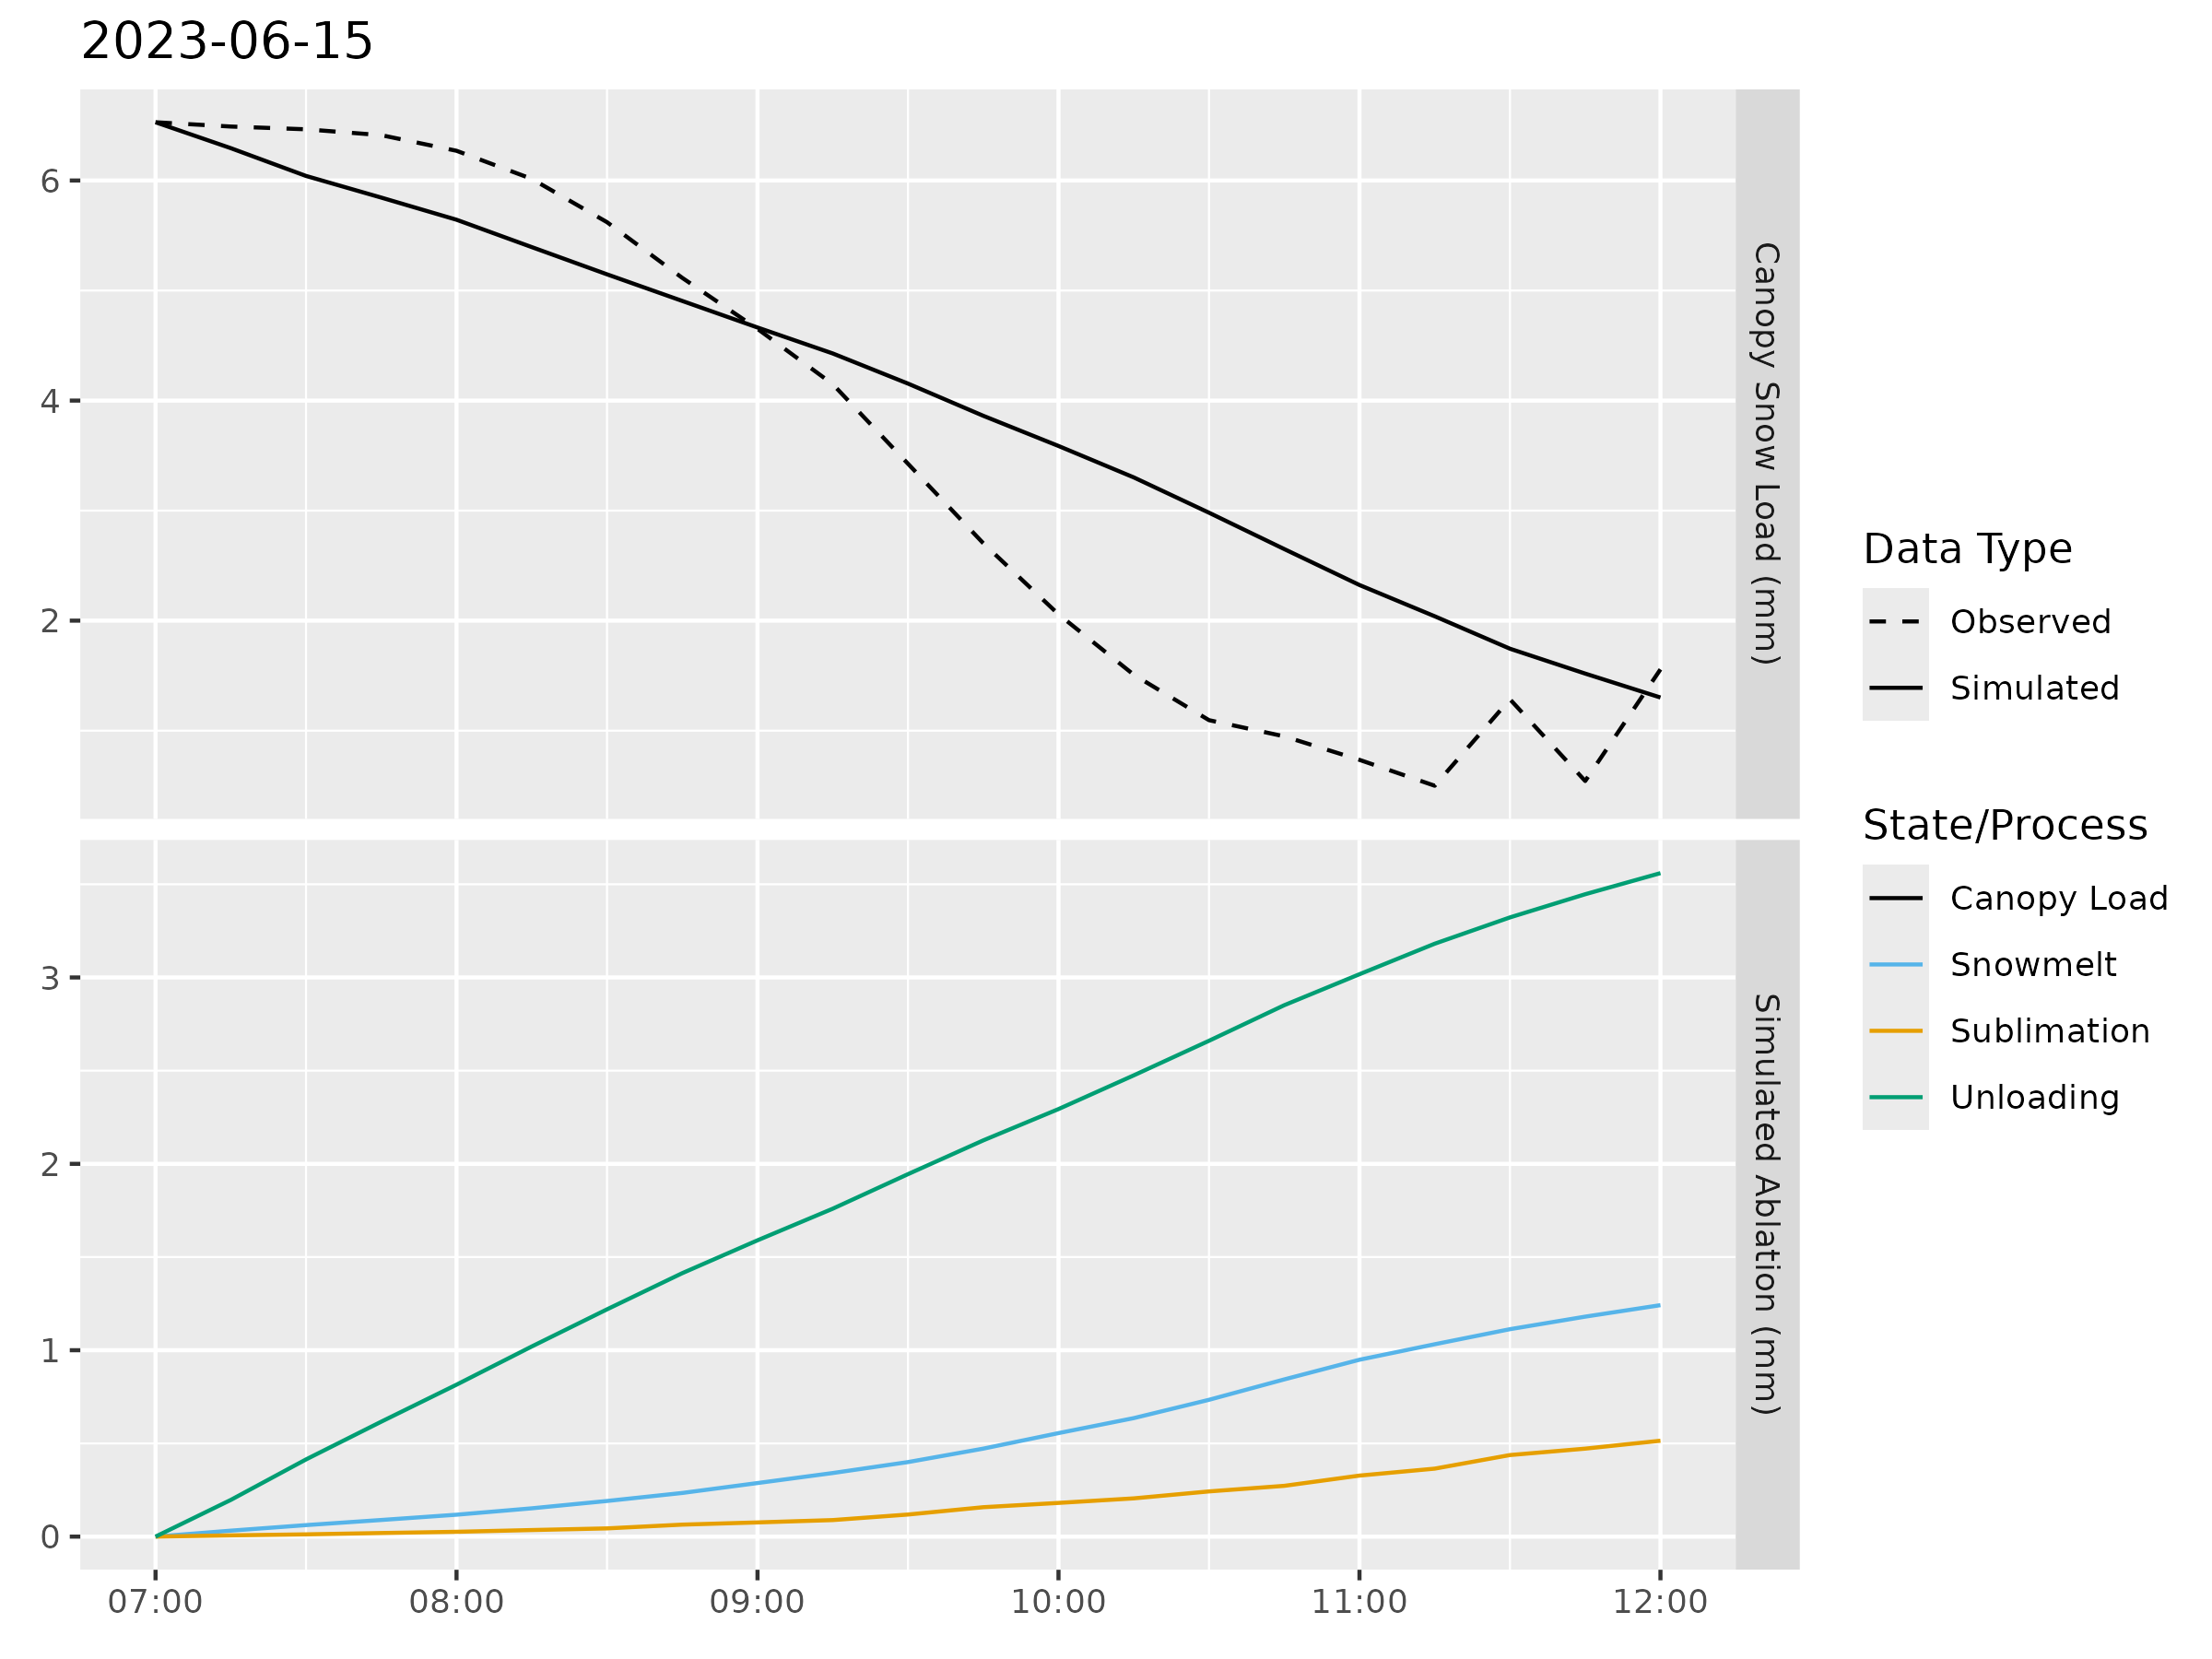 2023-06-15
6
4
2
Canopy Snow Load (mm)
3
2
1
0
Simulated Ablation (mm)
07:00 08:00 09:00 10:00 11:00 12:00
Data Type
Observed
Simulated
State/Process
Canopy Load
Snowmelt
Sublimation
Unloading